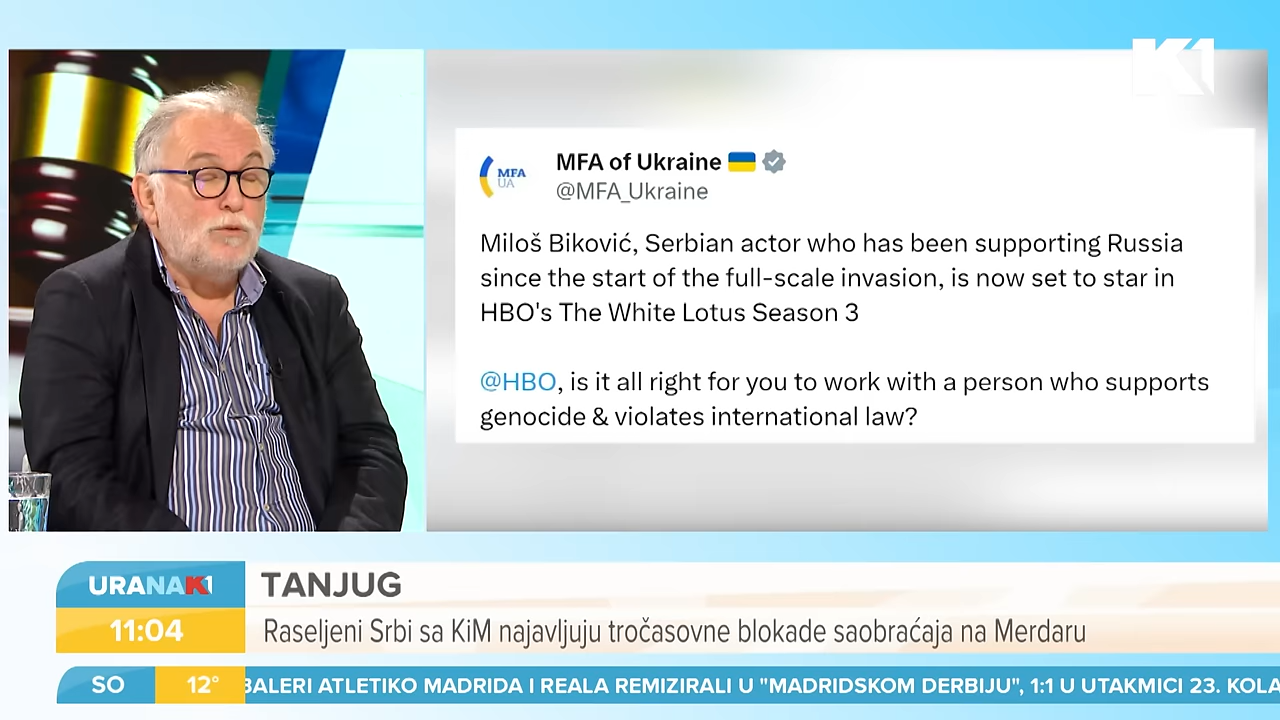 K1
MFA of Ukraine
MFA
UA
@MFA_Ukraine
Miloš Biković, Serbian actor who has been supporting Russia
since the start of the full-scale invasion, is now set to star in
HBO's The White Lotus Season 3
@HBO, is it all right for you to work with a person who supports
genocide & violates international law?
URANAK1
TANJUG
11:04
Raseljeni Srbi sa KiM najavljuju tročasovne blokade saobraćaja na Merdaru
SO
12°
BALERI ATLETIKO MADRIDA I REALA REMIZIRALI U "MADRIDSKOM DERBIJU", 1:1 U UTAKMICI 23. KOLA